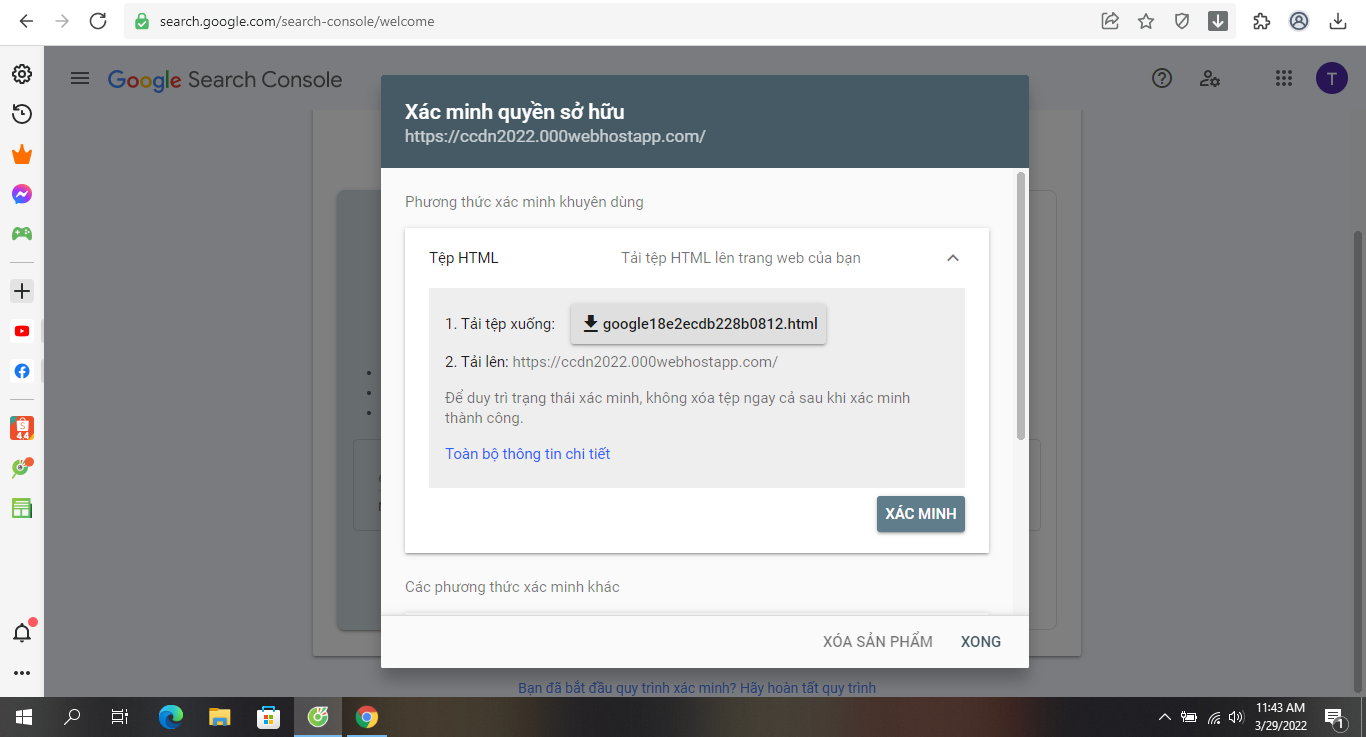 search.google.com/search-console/welcome
Google Search Console
T
Xác minh quyền sở hữu
https://ccdn2022.000webhostapp.com/
Phương thức xác minh khuyên dùng
Tệp HTML
Tải tệp HTML lên trang web của bạn
1. Tải tệp xuống:
google18e2ecdb228b0812.html
2. Tải lên: https://ccdn2022.000webhostapp.com/
Để duy trì trạng thái xác minh, không xóa tệp ngay cả sau khi xác minh
thành công.
Toàn bộ thông tin chi tiết
XÁC MINH
Các phương thức xác minh khác
XÓA SẢN PHẨM
XONG
Bạn đã bắt đầu quy trình xác minh? Hãy hoàn tất quy trình
4.4
11:43 AM
3/29/2022
1